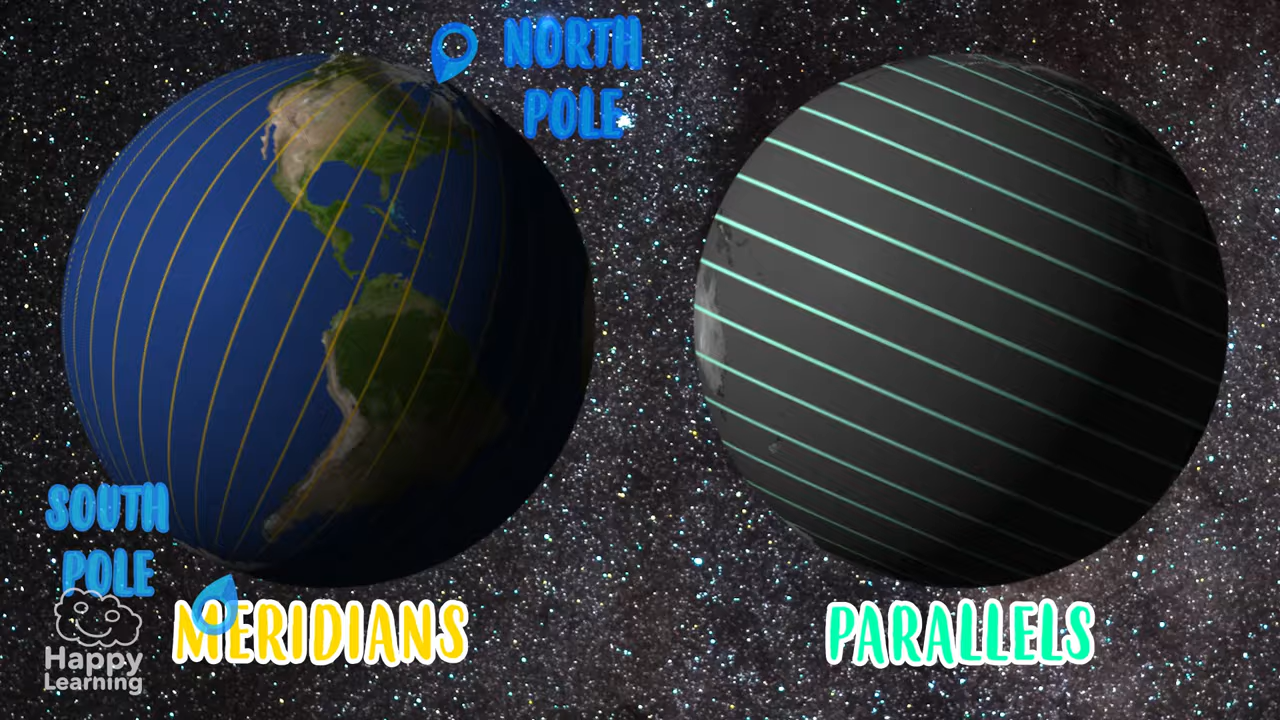 NORTH
POLE
SOUTH
POLE
MERIDIANS
PARALLELS
Happy
Learning